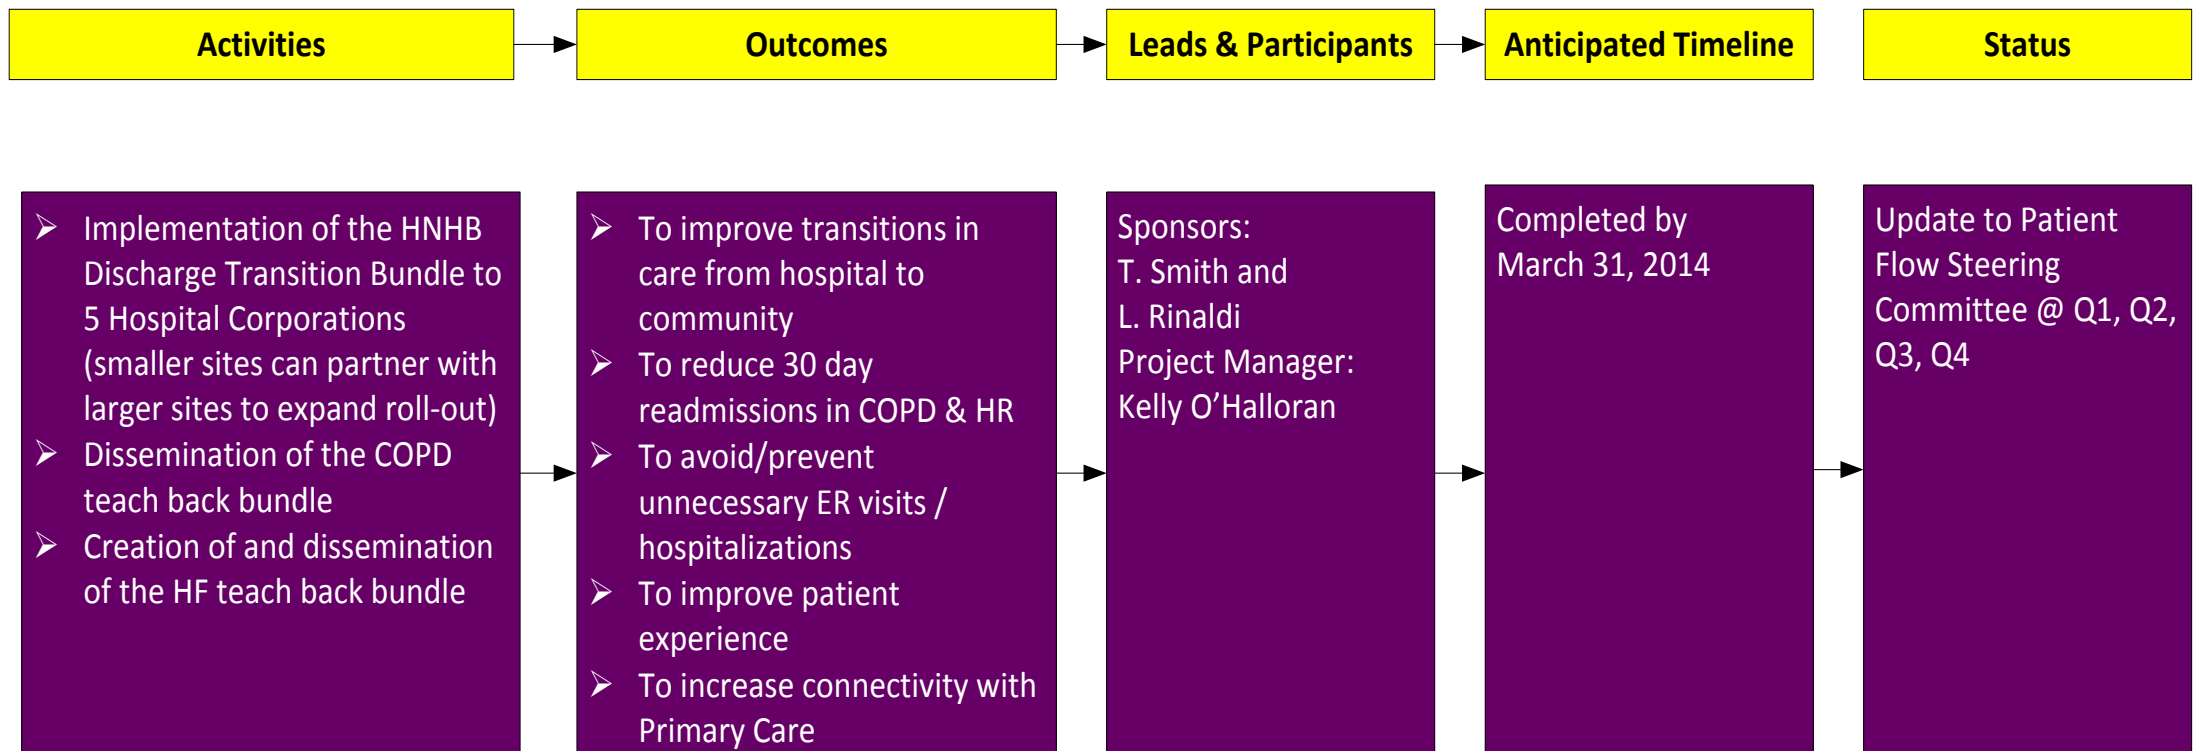 Activities
Outcomes
Leads & Participants
Anticipated Timeline
Status
➢ Implementation of the HNHB
Discharge Transition Bundle to
5 Hospital Corporations
(smaller sites can partner with
larger sites to expand roll-out)
➢ Dissemination of the COPD
teach back bundle
➢ Creation of and dissemination
of the HF teach back bundle
➢ To improve transitions in
care from hospital to
community
➢ To reduce 30 day
readmissions in COPD & HR
➢ To avoid/prevent
unnecessary ER visits /
hospitalizations
➢ To improve patient
experience
➢ To increase connectivity with
Primary Care
Sponsors:
T. Smith and
L. Rinaldi
Project Manager:
Kelly O’Halloran
Completed by
March 31, 2014
Update to Patient
Flow Steering
Committee @ Q1, Q2,
Q3, Q4